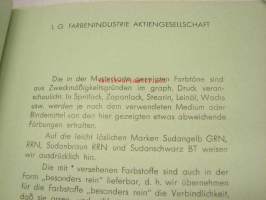 I. G. FARBENINDUSTRIE AKTIENGESELLSCHAFT
Die in der Musterkarte gezeigten Farbtöne sind
aus Zweckmäßigkeitsgründen im graph. Druck veran-
schaulicht. In Spritlack, Zaponlack, Stearin, Leinöl, Wachs
usw. werden je nach dem verwendeten Medium oder
Bindemittel von den hier gezeigten etwas abweichende
Färbungen erhalten.
Auf die leicht löslichen Marken Sudangelb GRN,
RRN, Sudanbraun RRN und Sudanschwarz BT weisen
wir ausdrücklich hin.
Die mit * versehenen Farbstoffe sind auch in der
Form „besonders rein" lieferbar, d. h. wir übernehmen
für die Farbstoffe „besonders rein" die Verbindlichkeit,
daß sie